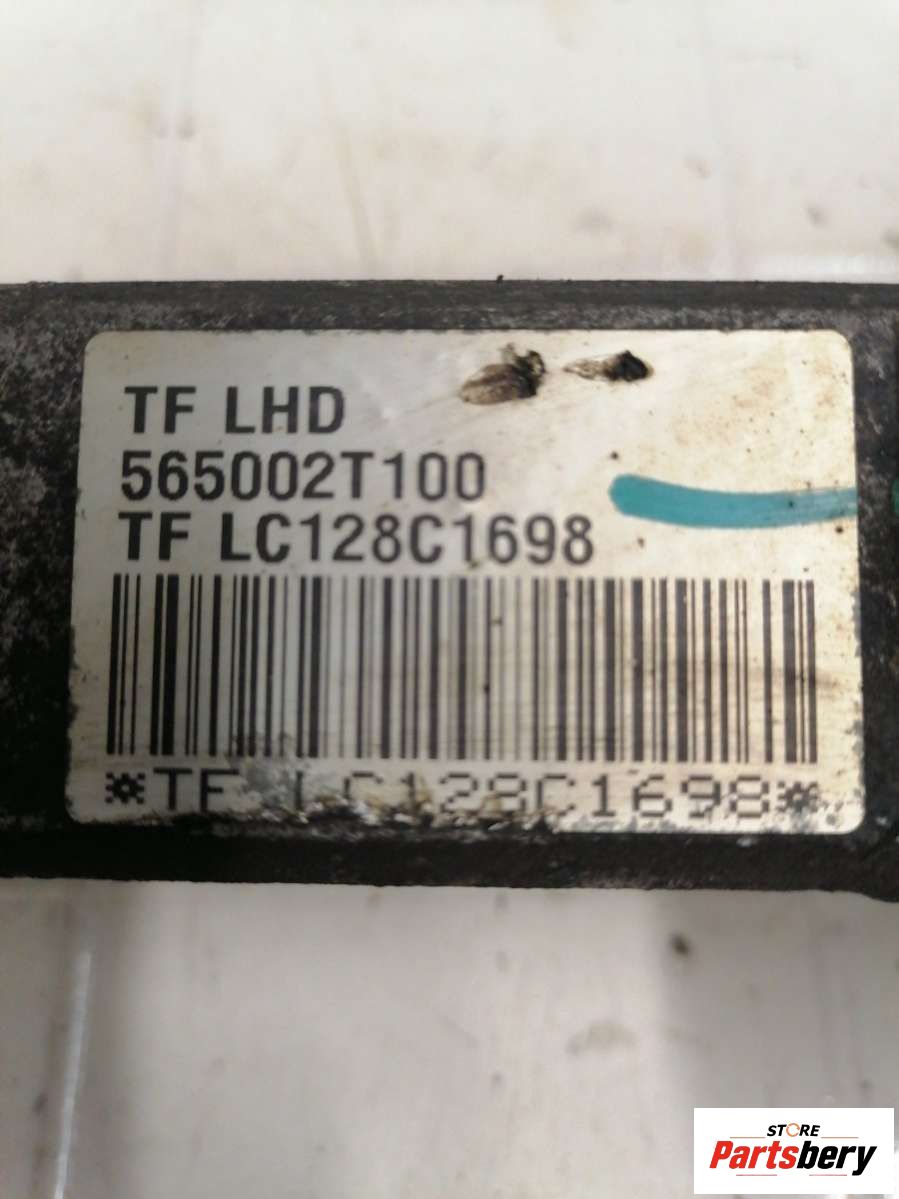 TF LHD
565002T100
TF LC128C1698
*TF LC128C1698*
STORE
Partsbery